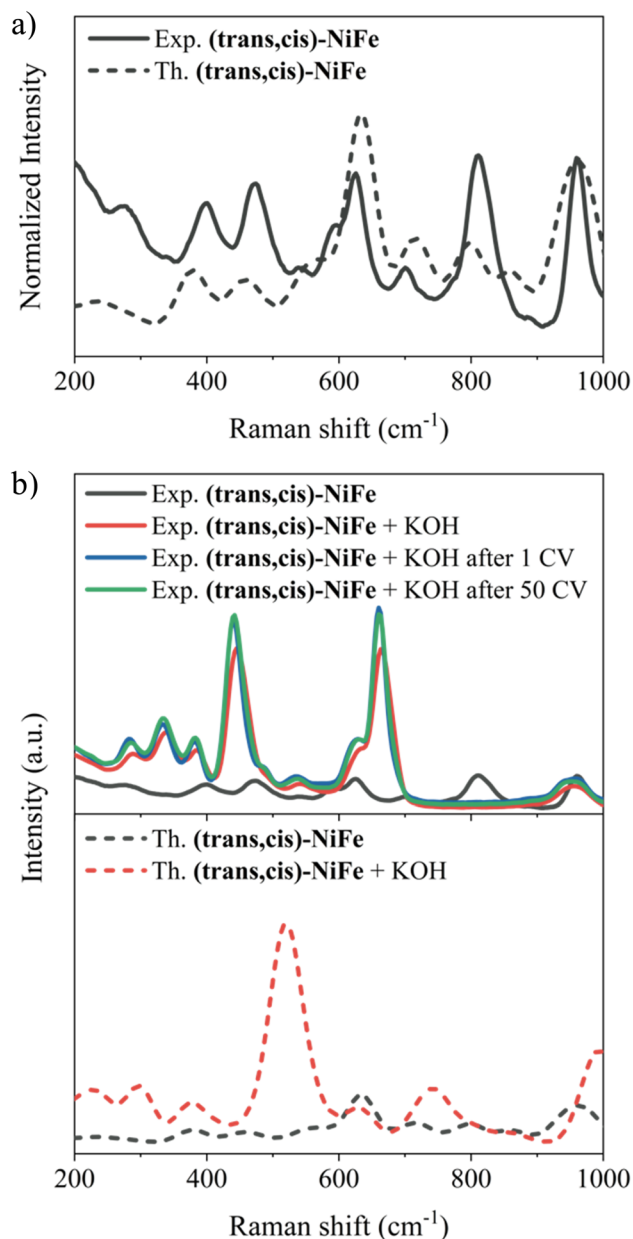 a)
Exp. (trans,cis)-NiFe
Th. (trans,cis)-NiFe
Normalized Intensity
200 400 600 800 1000
Raman shift (cm⁻¹)
b)
Exp. (trans,cis)-NiFe
Exp. (trans,cis)-NiFe + KOH
Exp. (trans,cis)-NiFe + KOH after 1 CV
Exp. (trans,cis)-NiFe + KOH after 50 CV
Intensity (a.u.)
Th. (trans,cis)-NiFe
Th. (trans,cis)-NiFe + KOH
200 400 600 800 1000
Raman shift (cm⁻¹)